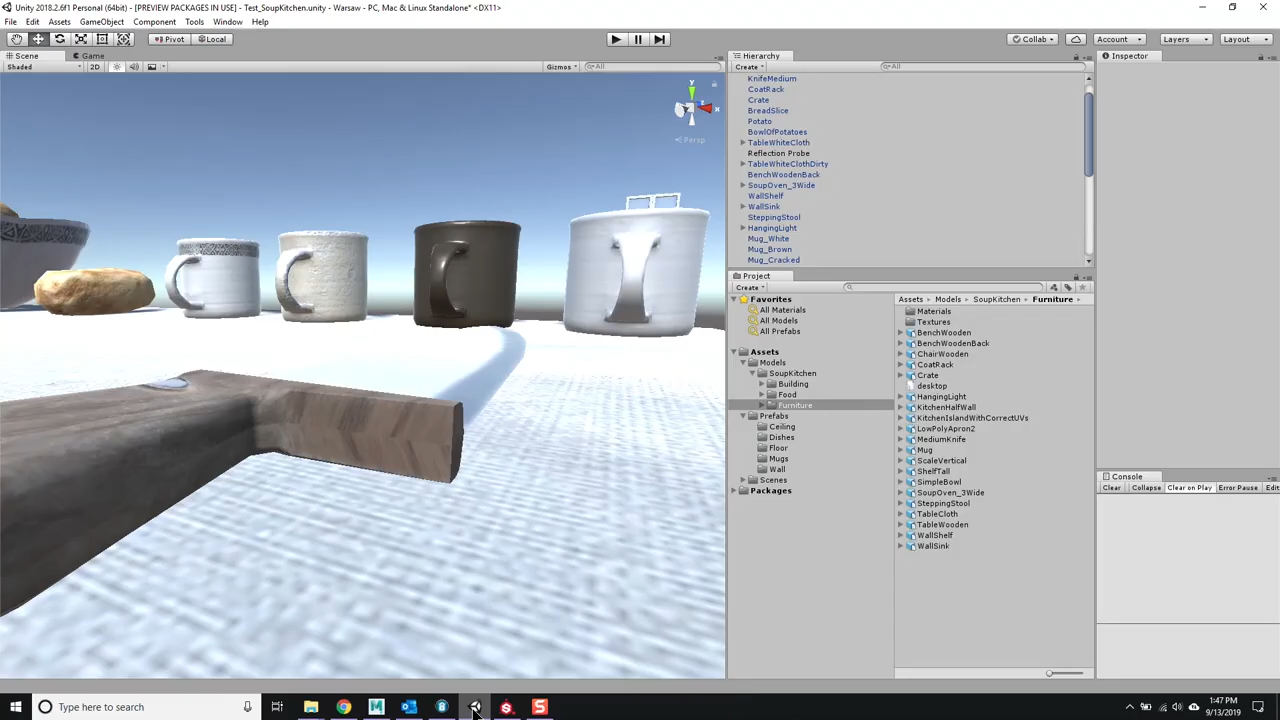 Unity 2018.2.6f1 Personal (64bit) - [PREVIEW PACKAGES IN USE] - Test_SoupKitchen.unity - Warsaw - PC, Mac & Linux Standalone* <DX11>
File Edit Assets GameObject Component Tools Window Help
Pivot Local Collab Account Layers Layout
Scene Game
Shaded 2D Gizmos All
y
x
Persp
Hierarchy
Create All
KnifeMedium
CoatRack
Crate
BreadSlice
Potato
BowlOfPotatoes
TableWhiteCloth
Reflection Probe
TableWhiteClothDirty
BenchWoodenBack
SoupOven_3Wide
WallShelf
WallSink
SteppingStool
HangingLight
Mug_White
Mug_Brown
Mug_Cracked
Project
Create
Favorites
All Materials
All Models
All Prefabs
Assets
Models
SoupKitchen
Building
Food
Furniture
Prefabs
Ceiling
Dishes
Floor
Mugs
Wall
Scenes
Packages
Assets Models SoupKitchen Furniture
Materials
Textures
BenchWooden
BenchWoodenBack
ChairWooden
CoatRack
Crate
desktop
HangingLight
KitchenHalfWall
KitchenIslandWithCorrectUVs
LowPolyApron2
MediumKnife
Mug
ScaleVertical
ShelfTall
SimpleBowl
SoupOven_3Wide
SteppingStool
TableCloth
TableWooden
WallShelf
WallSink
Inspector
Console
Clear Collapse Clear on Play Error Pause Edit
Type here to search
1:47 PM
9/13/2019